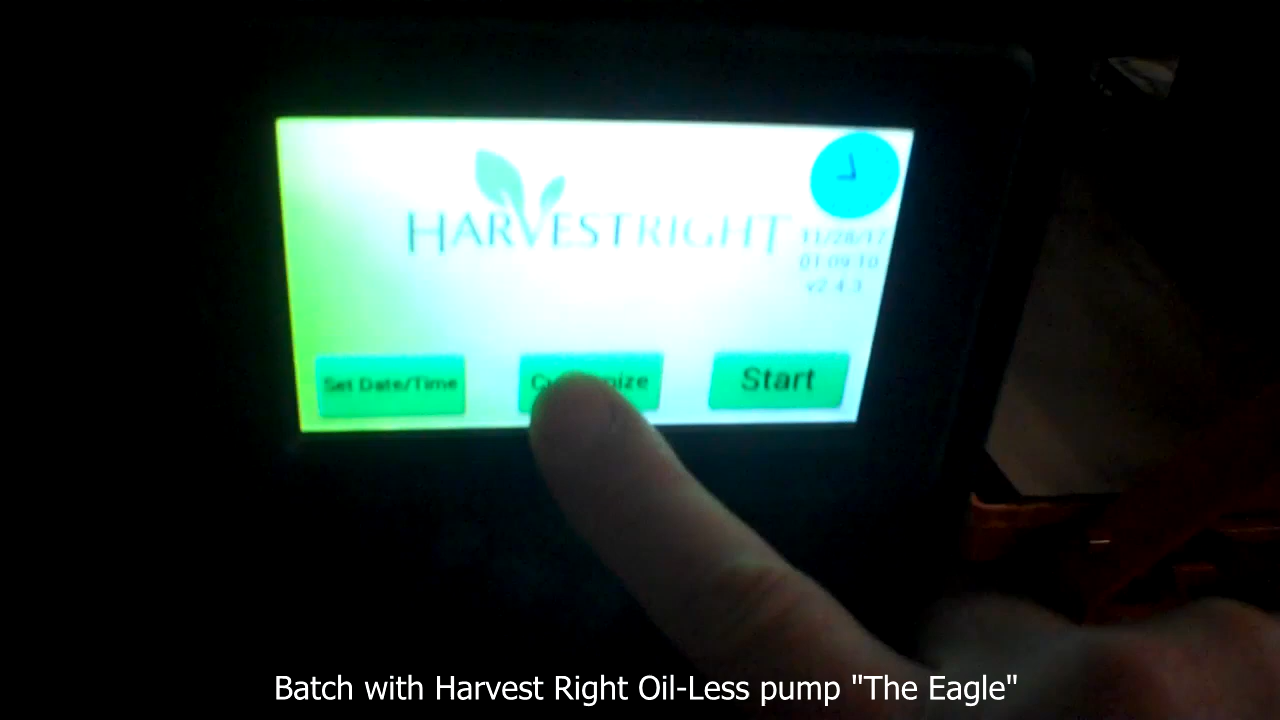 HARVESTRIGHT
11/28/17
01:09:10
v2.4.3
Set Date/Time
Start
Batch with Harvest Right Oil-Less pump "The Eagle"